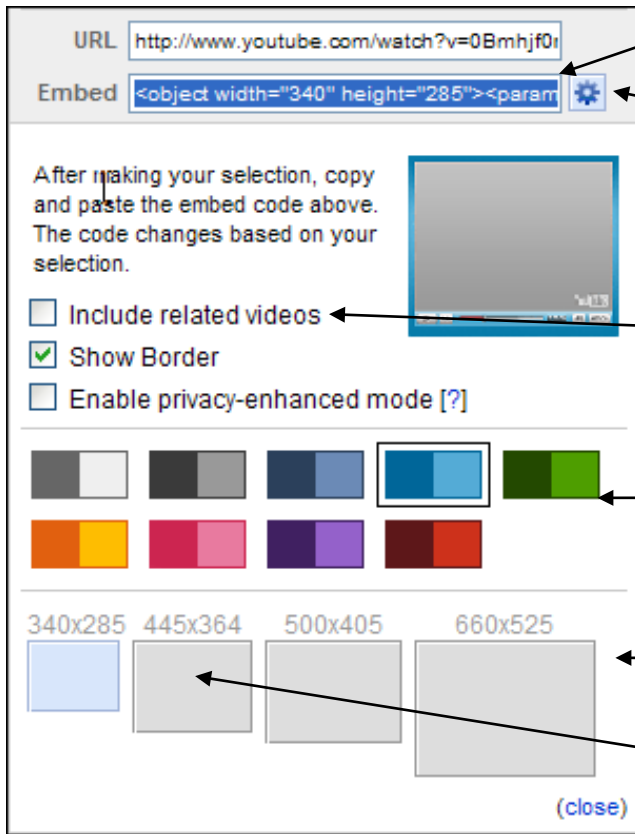 URL http://www.youtube.com/watch?v=0Bmhjf0
Embed <object width="340" height="285"><param
After making your selection, copy
and paste the embed code above.
The code changes based on your
selection.
Include related videos
Show Border
Enable privacy-enhanced mode [?]
340x285 445x364 500x405 660x525
(close)